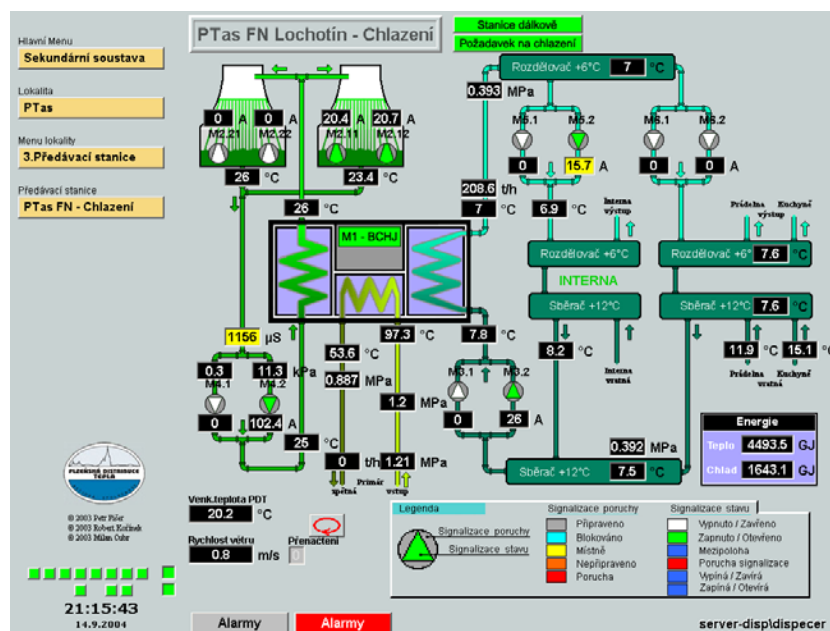 PTas FN Lochotín - Chlazení
Stanice dálkově
Požadavek na chlazení
Hlavní Menu
Sekundární soustava
Lokalita
PTas
Menu lokality
3.Předávací stanice
Předávací stanice
PTas FN - Chlazení
Rozdělovač +6°C 7 °C
0.393 MPa
M5.1 M5.2
M6.1 M6.2
0 15.7 A
0 0 A
0 A 0 A
20.4 A 20.7 A
M2.21 M2.22
M2.11 M2.12
26 °C
23.4 °C
26 °C
208.6 t/h
7 °C
6.9 °C
Interna
výstup
Prádelna Kuchyně
výstup
M1 - BCHJ
Rozdělovač +6°C
Rozdělovač +6° 7.6 °C
INTERNA
Sběrač +12°C
Sběrač +12°C 7.6 °C
1156 µS
53.6 °C
97.3 °C
7.8 °C
8.2 °C
11.9 °C
15.1 °C
Interna
vratná
Prádelna Kuchyně
vratná
0.3 11.3 kPa
M4.1 M4.2
0 102.4 A
0.887 MPa
1.2 MPa
M3.1 M3.2
0 26 A
25 °C
0 t/h
1.21 MPa
Primár
zpětná vstup
0.392 MPa
Sběrač +12°C 7.5 °C
Energie
Teplo 4493.5 GJ
Chlad 1643.1 GJ
PLZEŇSKÁ DISTRIBUCE
TEPLA
© 2003 Petr Fišer
© 2003 Robert Kořínek
© 2003 Milan Cuhr
Venk.teplota PDT
20.2 °C
Rychlost větru
0.8 m/s
Přenačtení
0
Legenda
Signalizace poruchy
Signalizace stavu
Signalizace poruchy
Připraveno
Blokováno
Místně
Nepřipraveno
Porucha
Signalizace stavu
Vypnuto / Zavřeno
Zapnuto / Otevřeno
Mezipoloha
Porucha signalizace
Vypíná / Zavírá
Zapíná / Otevírá
21:15:43
14.9.2004
Alarmy
Alarmy
server-disp\dispecer